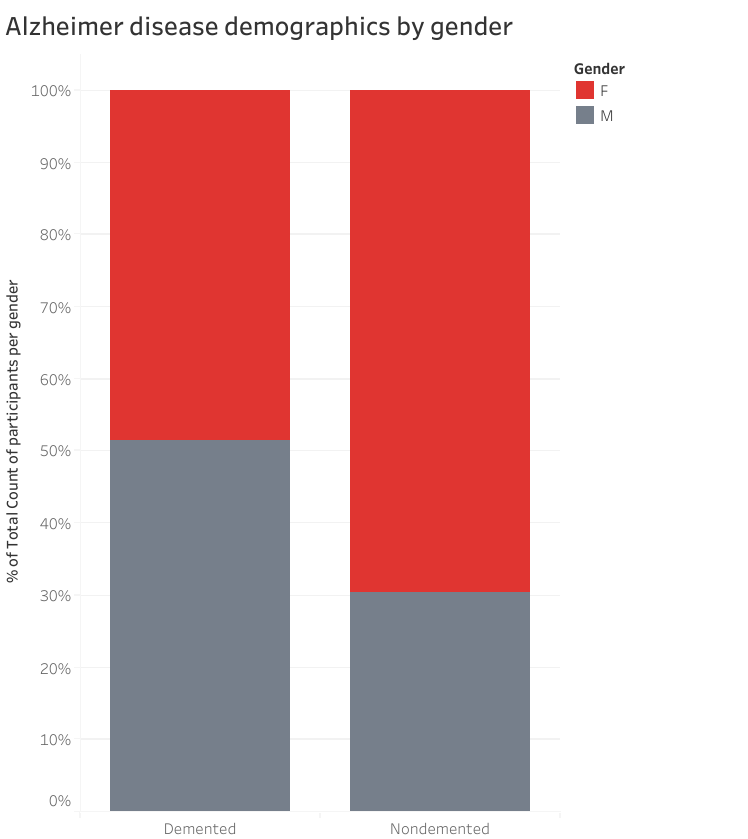 Alzheimer disease demographics by gender
Gender
F
M
% of Total Count of participants per gender
100%
90%
80%
70%
60%
50%
40%
30%
20%
10%
0%
Demented
Nondemented